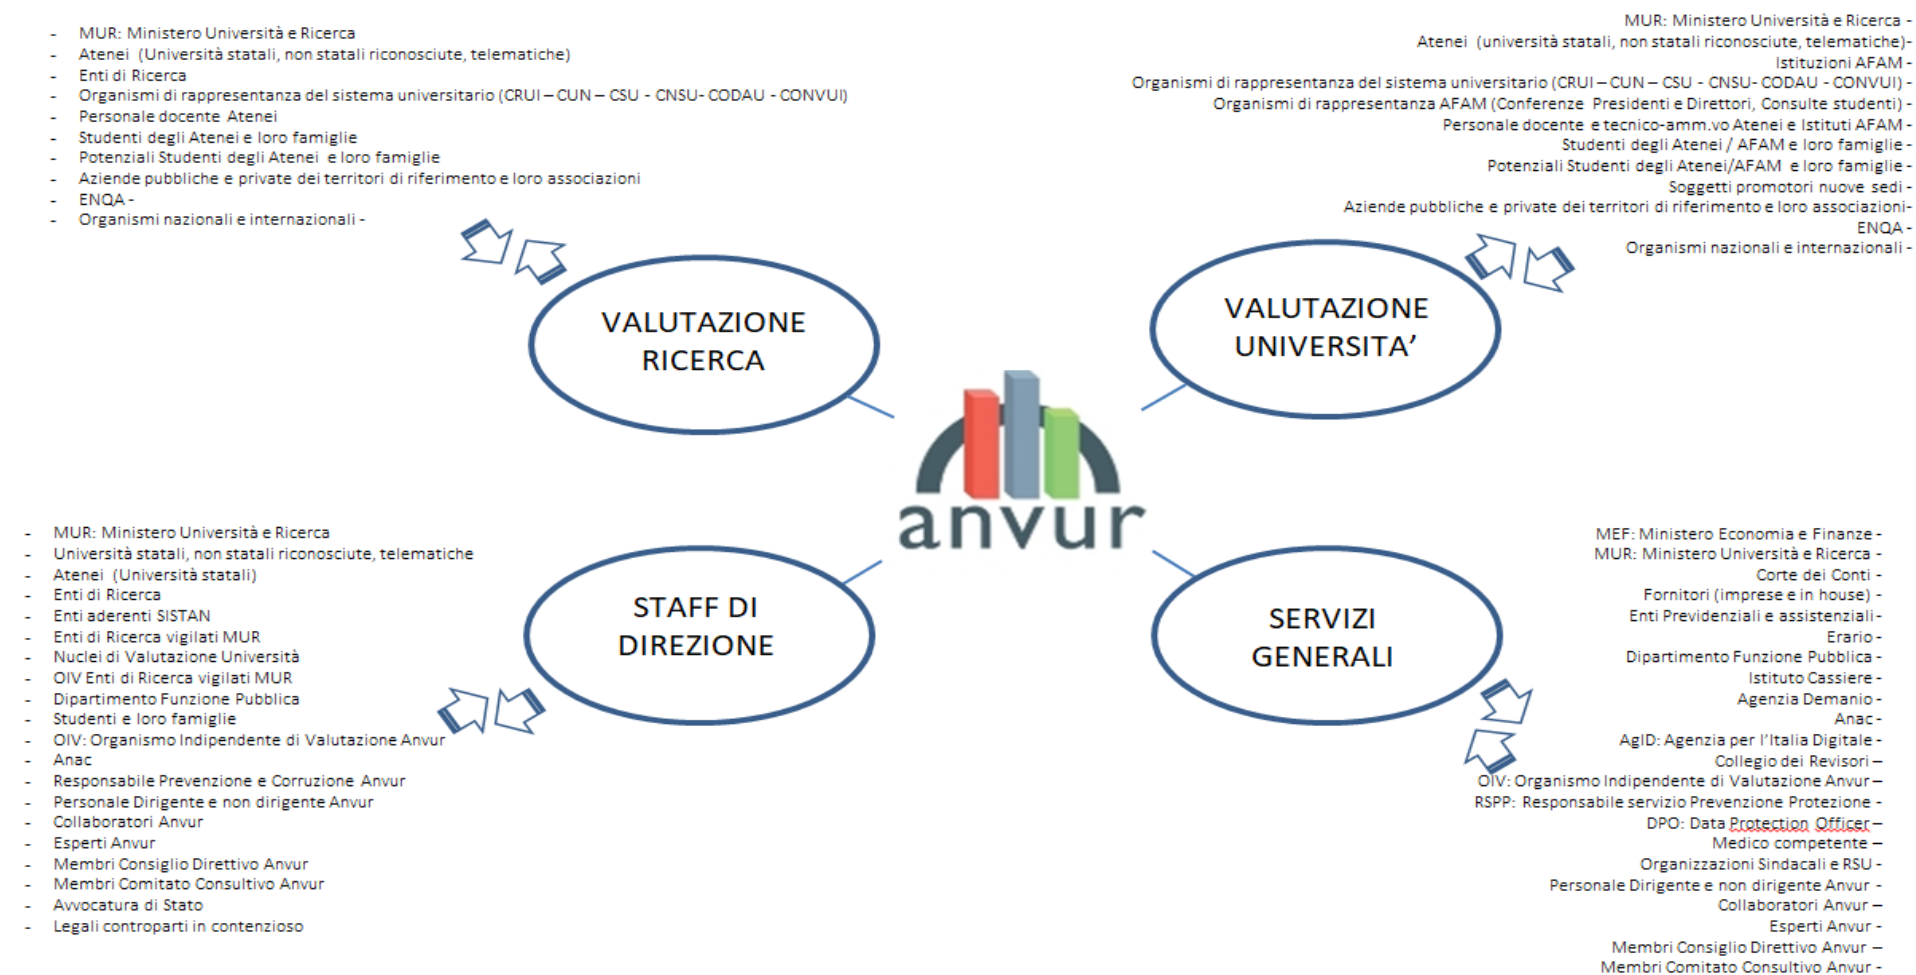 - MUR: Ministero Università e Ricerca
- Atenei (Università statali, non statali riconosciute, telematiche)
- Enti di Ricerca
- Organismi di rappresentanza del sistema universitario (CRUI – CUN – CSU - CNSU- CODAU - CONVUI)
- Personale docente Atenei
- Studenti degli Atenei e loro famiglie
- Potenziali Studenti degli Atenei e loro famiglie
- Aziende pubbliche e private dei territori di riferimento e loro associazioni
- ENQA -
- Organismi nazionali e internazionali -
MUR: Ministero Università e Ricerca -
Atenei (università statali, non statali riconosciute, telematiche)-
Istituzioni AFAM -
Organismi di rappresentanza del sistema universitario (CRUI – CUN – CSU - CNSU- CODAU - CONVUI) -
Organismi di rappresentanza AFAM (Conferenze Presidenti e Direttori, Consulte studenti) -
Personale docente e tecnico-amm.vo Atenei e Istituti AFAM -
Studenti degli Atenei / AFAM e loro famiglie -
Potenziali Studenti degli Atenei/AFAM e loro famiglie -
Soggetti promotori nuove sedi -
Aziende pubbliche e private dei territori di riferimento e loro associazioni-
ENQA -
Organismi nazionali e internazionali -
VALUTAZIONE
RICERCA
VALUTAZIONE
UNIVERSITA'
anvur
STAFF DI
DIREZIONE
SERVIZI
GENERALI
- MUR: Ministero Università e Ricerca
- Università statali, non statali riconosciute, telematiche
- Atenei (Università statali)
- Enti di Ricerca
- Enti aderenti SISTAN
- Enti di Ricerca vigilati MUR
- Nuclei di Valutazione Università
- OIV Enti di Ricerca vigilati MUR
- Dipartimento Funzione Pubblica
- Studenti e loro famiglie
- OIV: Organismo Indipendente di Valutazione Anvur
- Anac
- Responsabile Prevenzione e Corruzione Anvur
- Personale Dirigente e non dirigente Anvur
- Collaboratori Anvur
- Esperti Anvur
- Membri Consiglio Direttivo Anvur
- Membri Comitato Consultivo Anvur
- Avvocatura di Stato
- Legali controparti in contenzioso
MEF: Ministero Economia e Finanze -
MUR: Ministero Università e Ricerca -
Corte dei Conti -
Fornitori (imprese e in house) -
Enti Previdenziali e assistenziali-
Erario -
Dipartimento Funzione Pubblica -
Istituto Cassiere -
Agenzia Demanio -
Anac -
AgID: Agenzia per l'Italia Digitale -
Collegio dei Revisori –
OIV: Organismo Indipendente di Valutazione Anvur –
RSPP: Responsabile servizio Prevenzione Protezione -
DPO: Data Protection Officer –
Medico competente –
Organizzazioni Sindacali e RSU -
Personale Dirigente e non dirigente Anvur -
Collaboratori Anvur –
Esperti Anvur -
Membri Consiglio Direttivo Anvur –
Membri Comitato Consultivo Anvur -